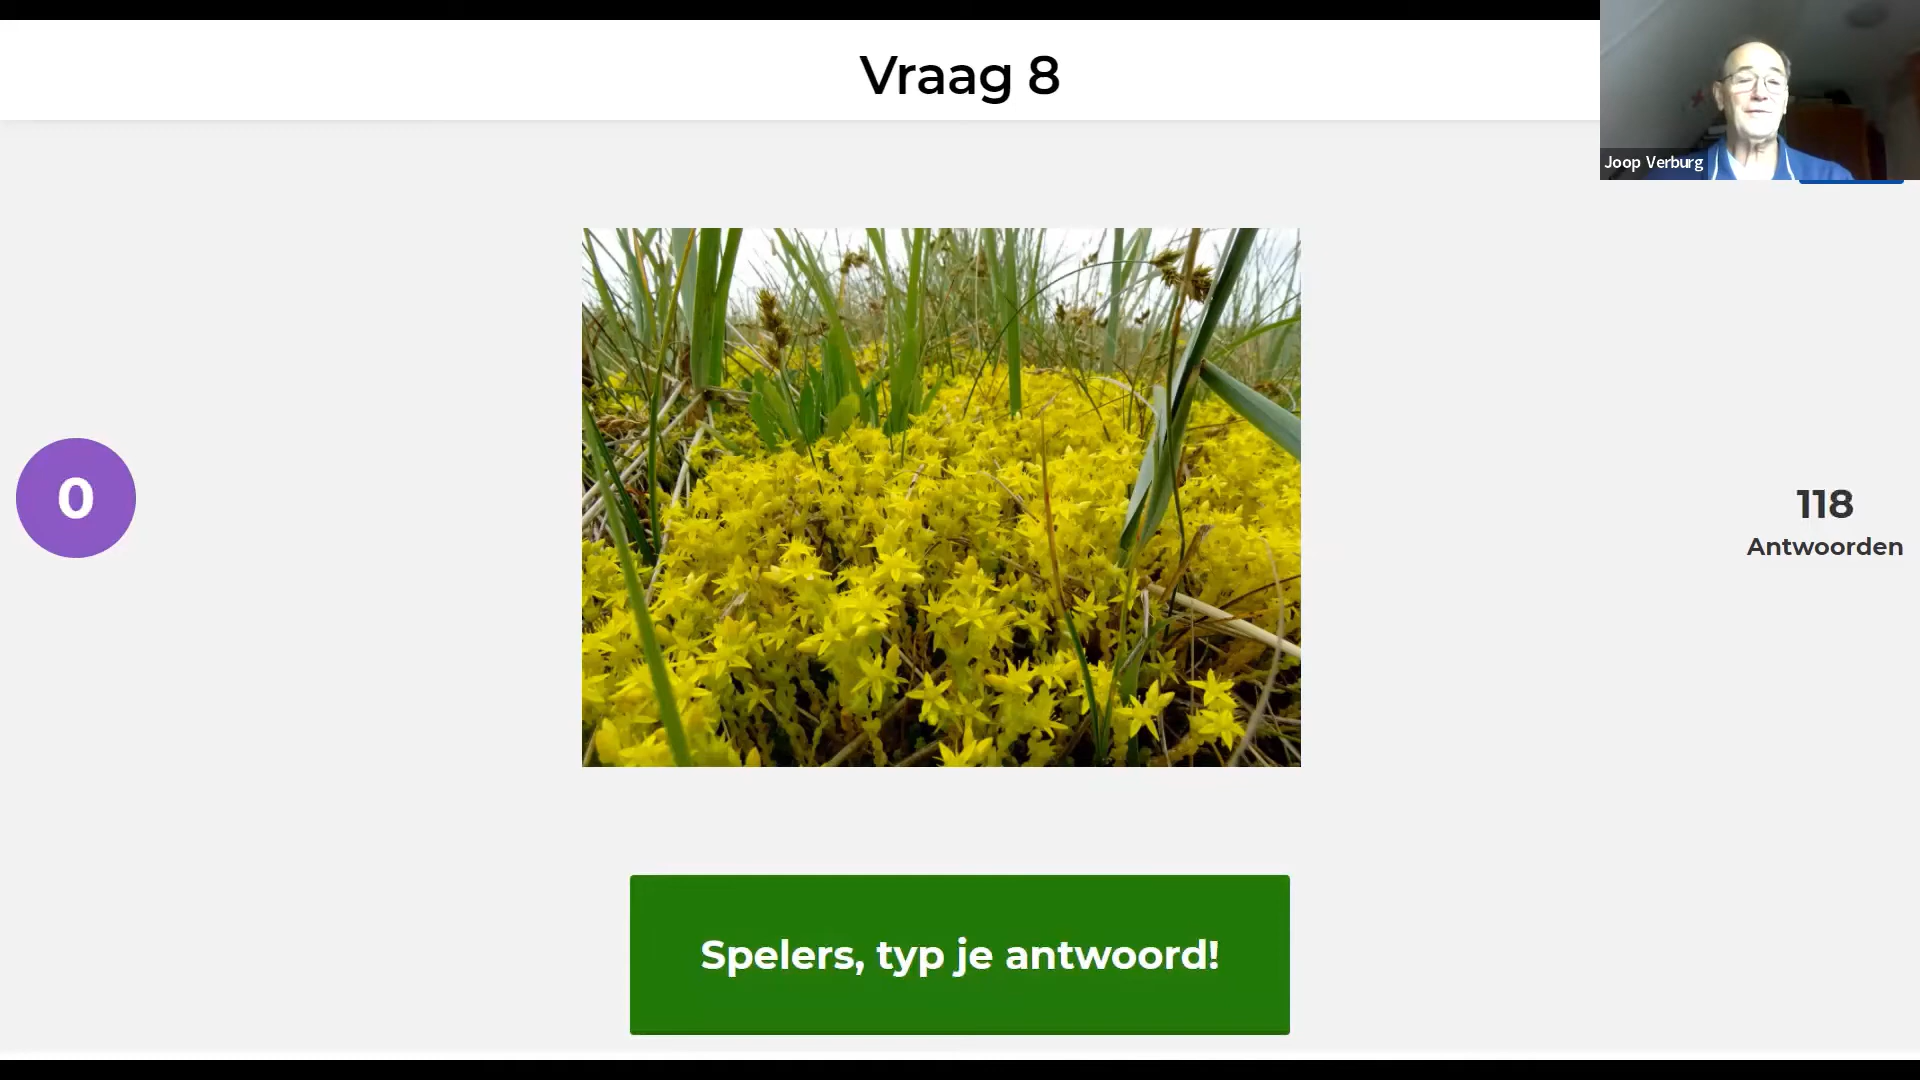 Vraag 8
Joop Verburg
0
118
Antwoorden
Spelers, typ je antwoord!